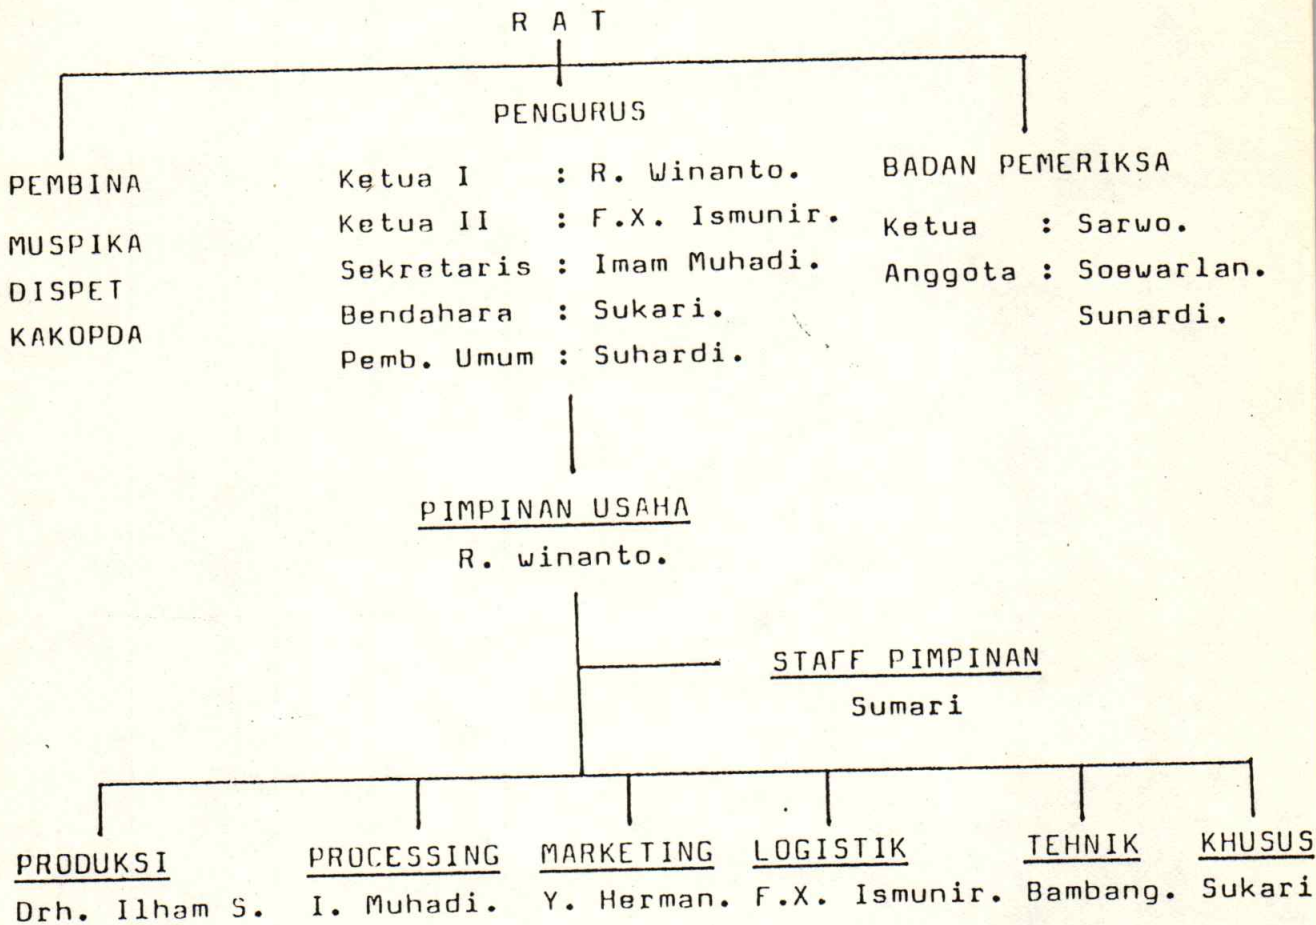 R A T
PENGURUS
PEMBINA
MUSPIKA
DISPET
KAKOPDA
Ketua I : R. Winanto.
Ketua II : F.X. Ismunir.
Sekretaris : Imam Muhadi.
Bendahara : Sukari.
Pemb. Umum : Suhardi.
BADAN PEMERIKSA
Ketua : Sarwo.
Anggota : Soewarlan.
Sunardi.
PIMPINAN USAHA
R. winanto.
STAFF PIMPINAN
Sumari
PRODUKSI
Drh. Ilham S.
PROCESSING
I. Muhadi.
MARKETING
Y. Herman.
LOGISTIK
F.X. Ismunir.
TEHNIK
Bambang.
KHUSUS
Sukari